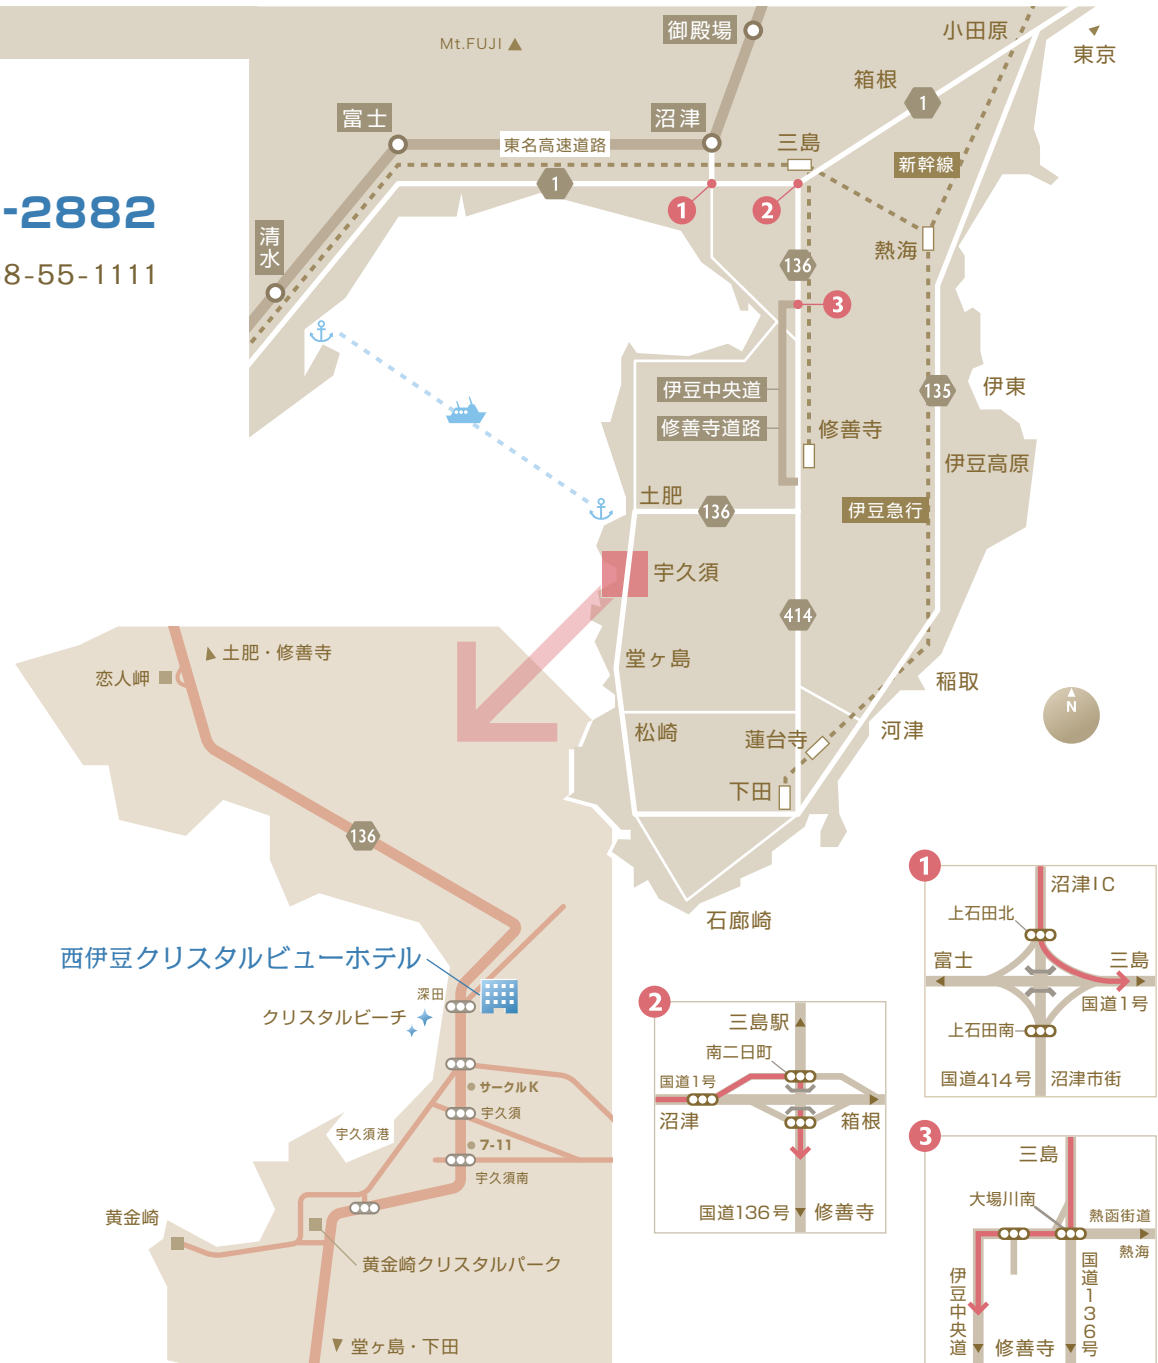 -2882
8-55-1111
Mt.FUJI ▲
御殿場
小田原
東京
箱根
1
富士
沼津
東名高速道路
三島
新幹線
1
1
2
清水
136
熱海
3
伊豆中央道
135
伊東
修善寺道路
修善寺
伊豆高原
土肥
136
伊豆急行
宇久須
414
堂ヶ島
稲取
松崎
蓮台寺
河津
N
下田
石廊崎
▲ 土肥・修善寺
恋人岬
136
西伊豆クリスタルビューホテル
深田
クリスタルビーチ
サークルK
宇久須
宇久須港
7-11
宇久須南
黄金崎
黄金崎クリスタルパーク
▼ 堂ヶ島・下田
1
沼津IC
上石田北
富士
三島
国道1号
上石田南
国道414号
沼津市街
2
三島駅
南二日町
国道1号
沼津
箱根
国道136号
修善寺
3
三島
大場川南
熱函街道
熱海
伊豆中央道
修善寺
国道136号